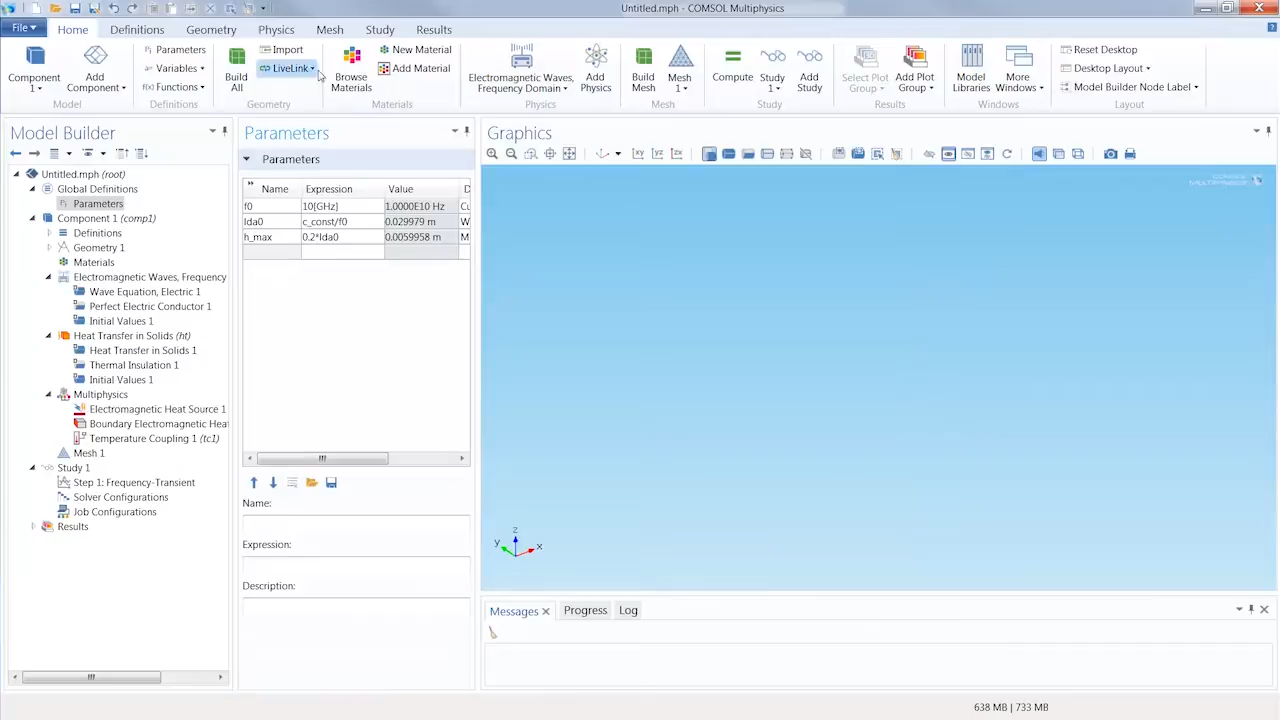 Untitled.mph - COMSOL Multiphysics
File
Home
Definitions
Geometry
Physics
Mesh
Study
Results
Component 1
Add Component
Model
Parameters
Variables
Functions
Definitions
Build All
Import
LiveLink
Geometry
Browse Materials
New Material
Add Material
Materials
Electromagnetic Waves, Frequency Domain
Add Physics
Physics
Build Mesh
Mesh 1
Mesh
Compute
Study 1
Add Study
Study
Select Plot Group
Add Plot Group
Results
Model Libraries
More Windows
Windows
Reset Desktop
Desktop Layout
Model Builder Node Label
Layout
Model Builder
Untitled.mph (root)
Global Definitions
Parameters
Component 1 (comp1)
Definitions
Geometry 1
Materials
Electromagnetic Waves, Frequency
Wave Equation, Electric 1
Perfect Electric Conductor 1
Initial Values 1
Heat Transfer in Solids (ht)
Heat Transfer in Solids 1
Thermal Insulation 1
Initial Values 1
Multiphysics
Electromagnetic Heat Source 1
Boundary Electromagnetic Hea
Temperature Coupling 1 (tc1)
Mesh 1
Study 1
Step 1: Frequency-Transient
Solver Configurations
Job Configurations
Results
Parameters
Parameters
Name Expression Value D
f0 10[GHz] 1.0000E10 Hz Cu
lda0 c_const/f0 0.029979 m W
h_max 0.2*lda0 0.0059958 m M
Name:
Expression:
Description:
Graphics
COMSOL
MULTIPHYSICS
z
y
x
Messages
Progress
Log
638 MB | 733 MB